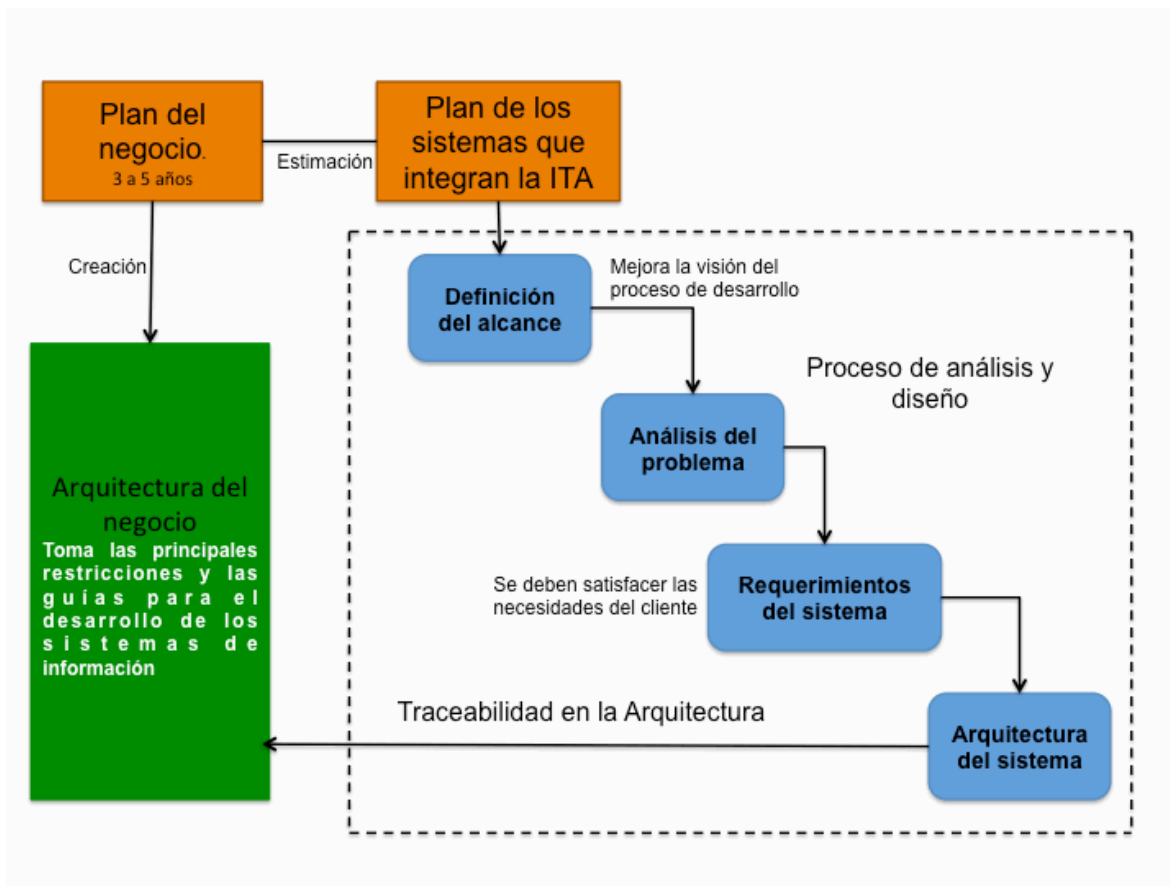 Plan del
negocio.
3 a 5 años
Estimación
Plan de los
sistemas que
integran la ITA
Creación
Definición
del alcance
Mejora la visión del
proceso de desarrollo
Proceso de análisis y
diseño
Análisis del
problema
Arquitectura del
negocio
Toma las principales
restricciones y las
guías para el
desarrollo de los
sistemas de
información
Se deben satisfacer las
necesidades del cliente
Requerimientos
del sistema
Traceabilidad en la Arquitectura
Arquitectura
del sistema